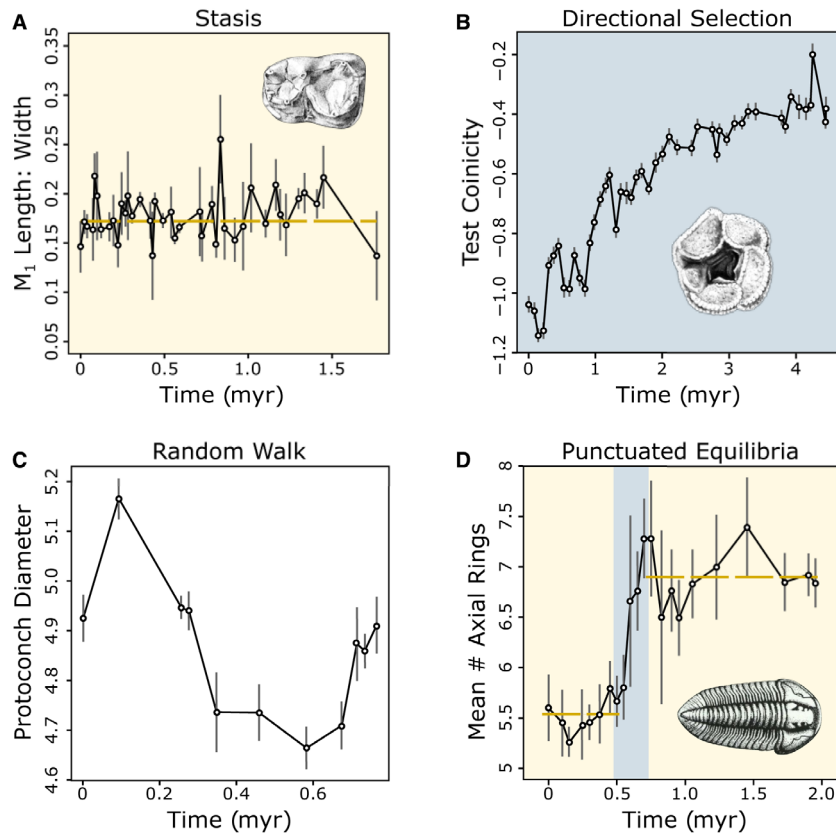 A
Stasis
0.35
0.3
0.25
0.2
0.15
0.1
0.05
M1 Length: Width
0 0.5 1.0 1.5
Time (myr)
B
Directional Selection
−0.2
−0.4
−0.6
−0.8
−1.0
−1.2
Test Coinicity
0 1 2 3 4
Time (myr)
C
Random Walk
5.2
5.1
5.0
4.9
4.8
4.7
4.6
Protoconch Diameter
0 0.2 0.4 0.6
Time (myr)
D
Punctuated Equilibria
8
7.5
7
6.5
6
5.5
5
Mean # Axial Rings
0 0.5 1.0 1.5 2.0
Time (myr)